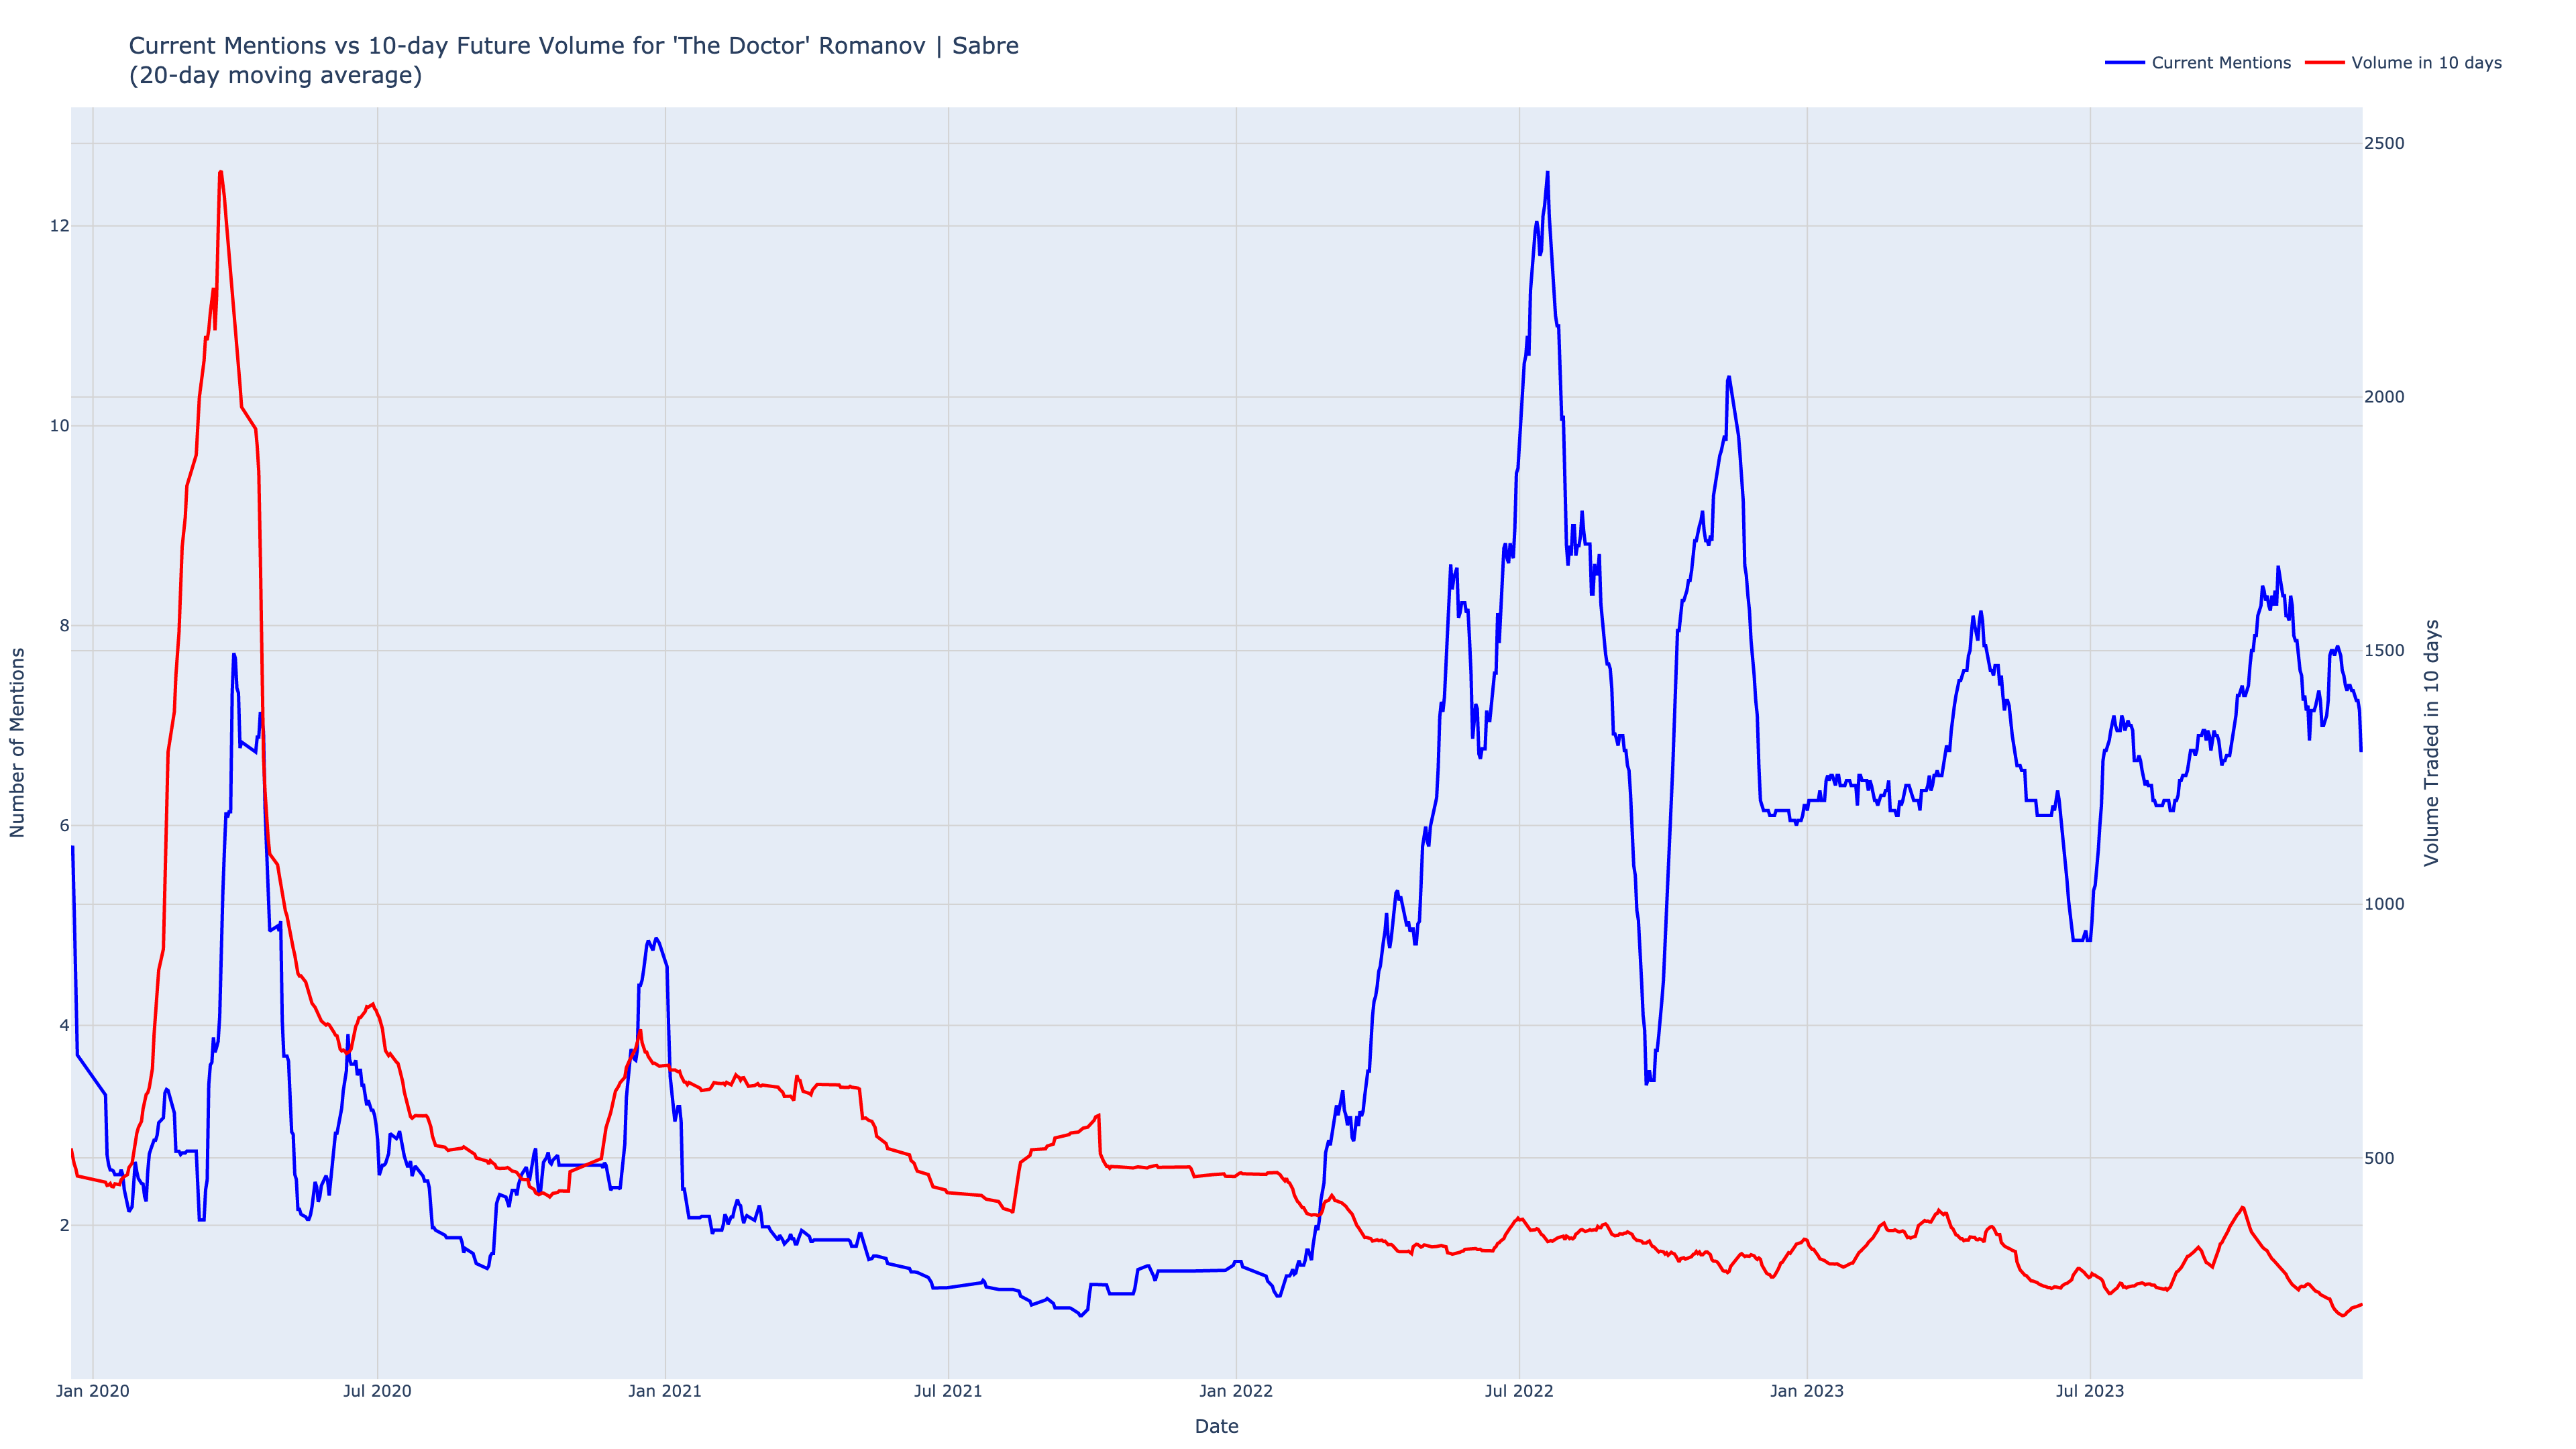 Current Mentions vs 10-day Future Volume for 'The Doctor' Romanov | Sabre
(20-day moving average)
Current Mentions
Volume in 10 days
12
10
8
6
4
2
Number of Mentions
2500
2000
1500
1000
500
Volume Traded in 10 days
Jan 2020
Jul 2020
Jan 2021
Jul 2021
Jan 2022
Jul 2022
Jan 2023
Jul 2023
Date